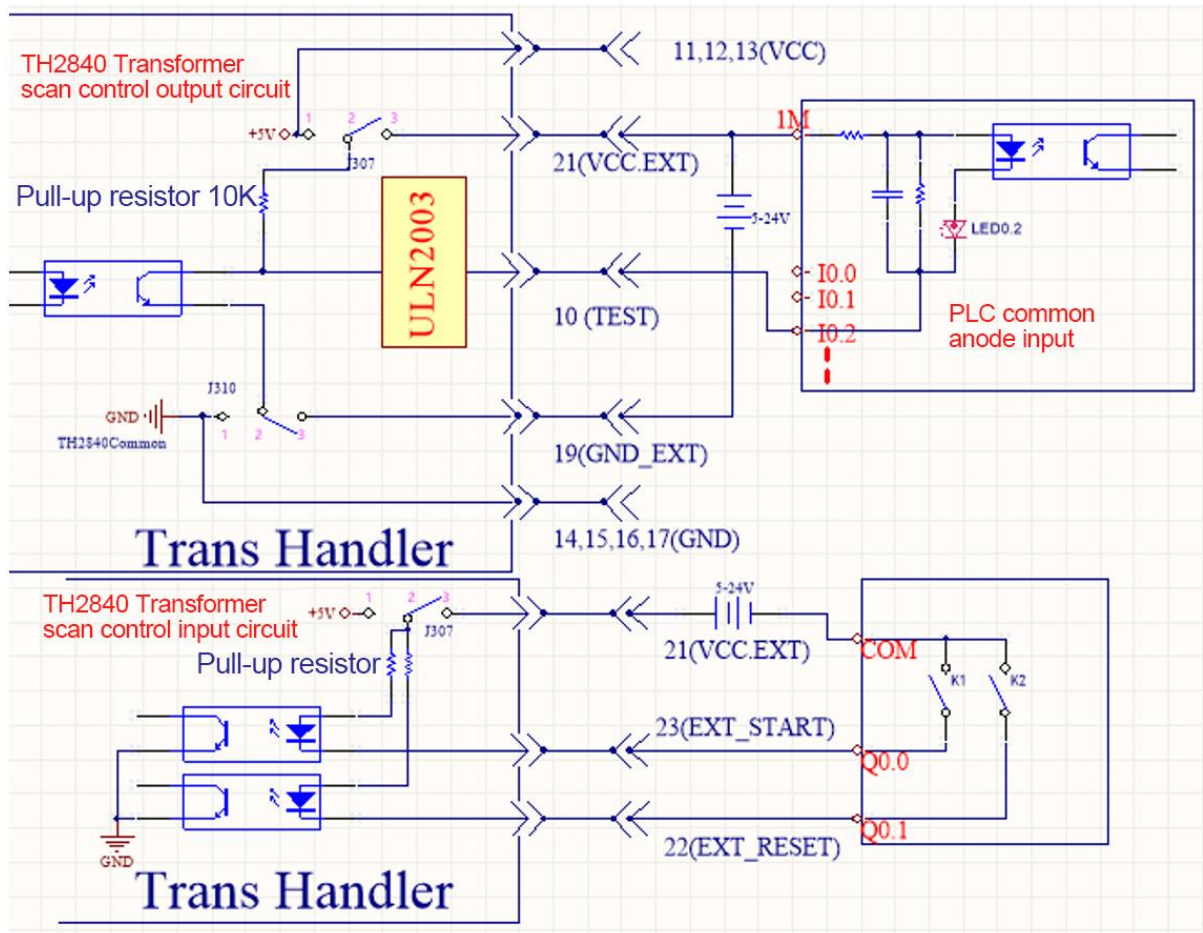 11,12,13(VCC)
TH2840 Transformer
scan control output circuit
+5V
1
2
3
J307
1M
21(VCC.EXT)
Pull-up resistor 10K
ULN2003
5-24V
LED0.2
I0.0
I0.1
I0.2
10 (TEST)
PLC common
anode input
J310
GND
1
2
3
TH2840Common
19(GND_EXT)
14,15,16,17(GND)
Trans Handler
TH2840 Transformer
scan control input circuit
+5V
1
2
3
J307
5-24V
21(VCC.EXT)
COM
Pull-up resistor
K1
K2
23(EXT_START)
Q0.0
Q0.1
22(EXT_RESET)
GND
Trans Handler